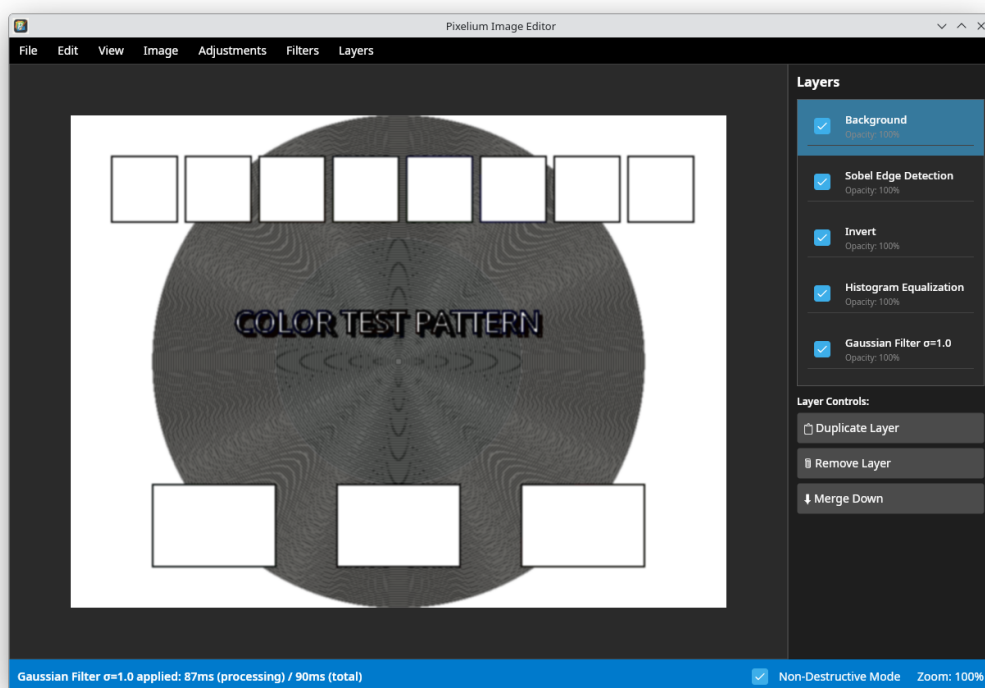 Pixelium Image Editor
File Edit View Image Adjustments Filters Layers
Layers
Background
Opacity: 100%
Sobel Edge Detection
Opacity: 100%
Invert
Opacity: 100%
Histogram Equalization
Opacity: 100%
Gaussian Filter σ=1.0
Opacity: 100%
COLOR TEST PATTERN
Layer Controls:
Duplicate Layer
Remove Layer
Merge Down
Gaussian Filter σ=1.0 applied: 87ms (processing) / 90ms (total) Non-Destructive Mode Zoom: 100%